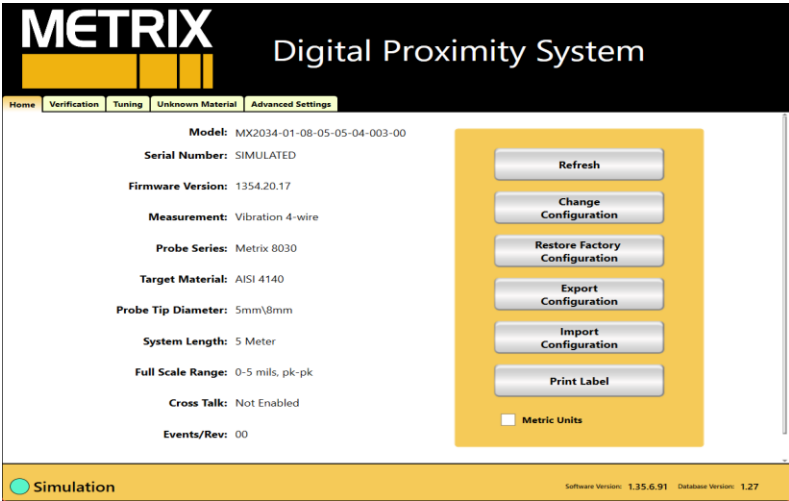 METRIX
Digital Proximity System
Home Verification Tuning Unknown Material Advanced Settings
Model: MX2034-01-08-05-05-04-003-00
Serial Number: SIMULATED
Firmware Version: 1354.20.17
Measurement: Vibration 4-wire
Probe Series: Metrix 8030
Target Material: AISI 4140
Probe Tip Diameter: 5mm\8mm
System Length: 5 Meter
Full Scale Range: 0-5 mils, pk-pk
Cross Talk: Not Enabled
Events/Rev: 00
Refresh
Change
Configuration
Restore Factory
Configuration
Export
Configuration
Import
Configuration
Print Label
Metric Units
Simulation
Software Version: 1.35.6.91 Database Version: 1.27